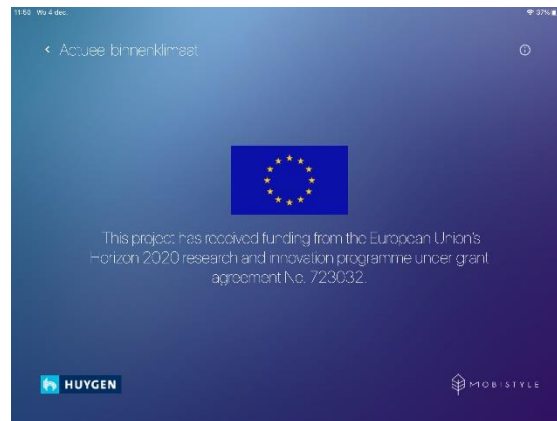 11:50 Wo 4 dec.
37%
Actueel binnenklimaat
This project has received funding from the European Union's
Horizon 2020 research and innovation programme under grant
agreement No. 723032.
HUYGEN
MOBISTYLE